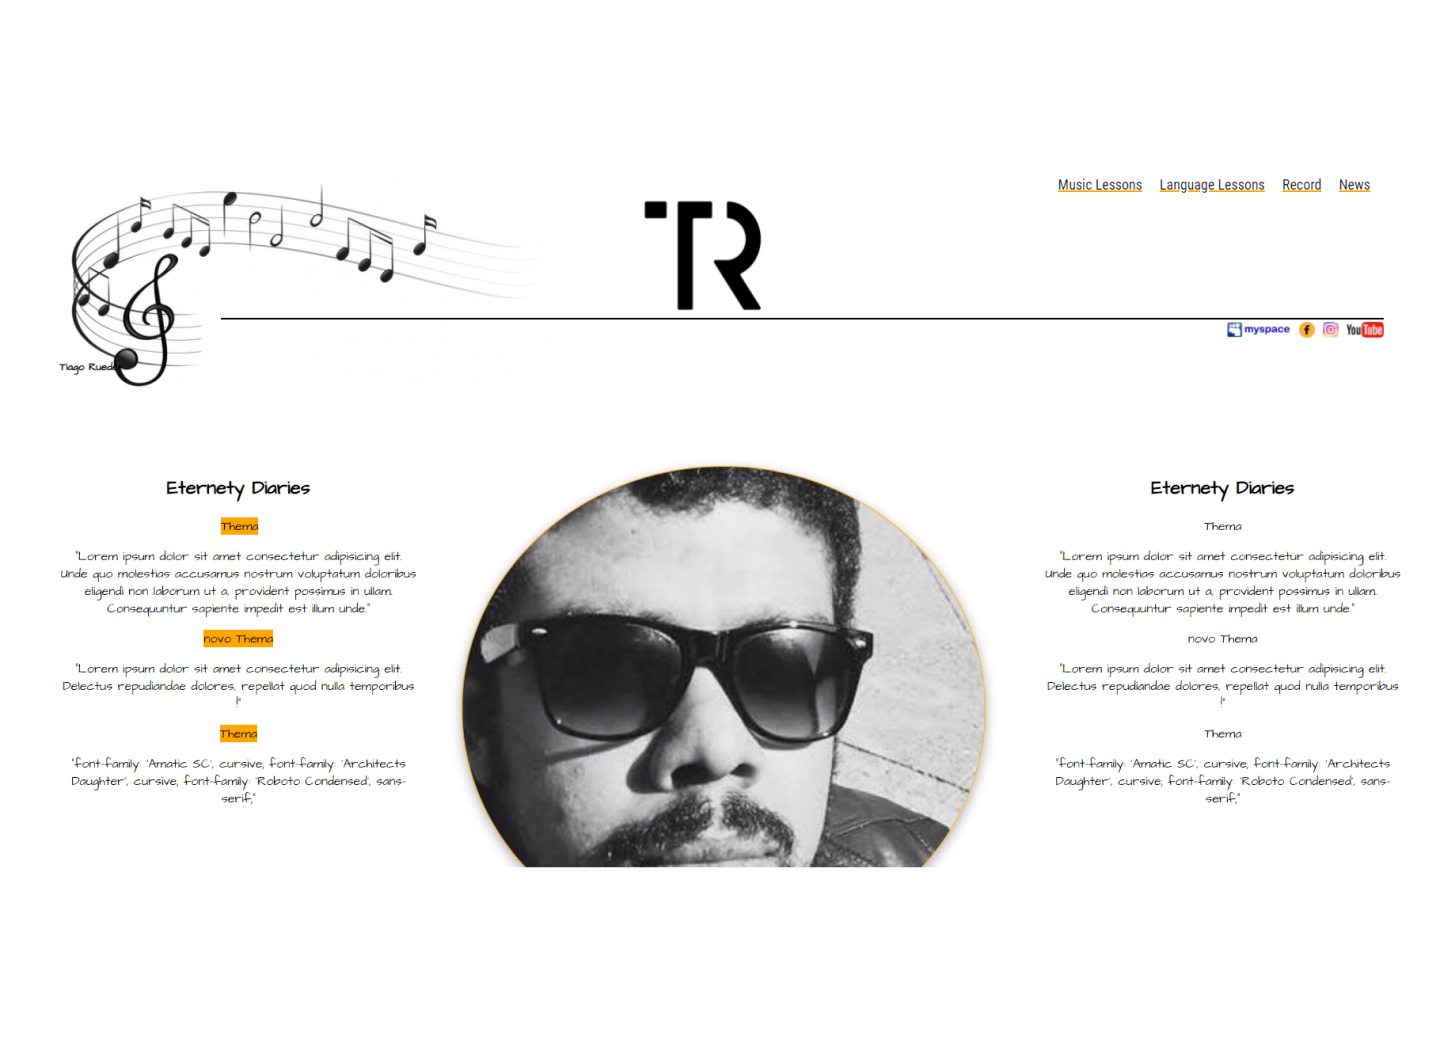 Music Lessons Language Lessons Record News
TR
myspace f YouTube
Tiago Ruede
Eternety Diaries
Thema
"Lorem ipsum dolor sit amet consectetur adipisicing elit.
Unde quo molestias accusamus nostrum voluptatum doloribus
eligendi non laborum ut a, provident possimus in ullam.
Consequuntur sapiente impedit est illum unde."
novo Thema
"Lorem ipsum dolor sit amet consectetur adipisicing elit.
Delectus repudiandae dolores, repellat quod nulla temporibus
!"
Thema
"font-family: 'Amatic SC', cursive; font-family: 'Architects
Daughter', cursive; font-family: 'Roboto Condensed', sans-
serif;"
Eternety Diaries
Thema
"Lorem ipsum dolor sit amet consectetur adipisicing elit.
Unde quo molestias accusamus nostrum voluptatum doloribus
eligendi non laborum ut a, provident possimus in ullam.
Consequuntur sapiente impedit est illum unde."
novo Thema
"Lorem ipsum dolor sit amet consectetur adipisicing elit.
Delectus repudiandae dolores, repellat quod nulla temporibus
!"
Thema
"font-family: 'Amatic SC', cursive; font-family: 'Architects
Daughter', cursive; font-family: 'Roboto Condensed', sans-
serif;"